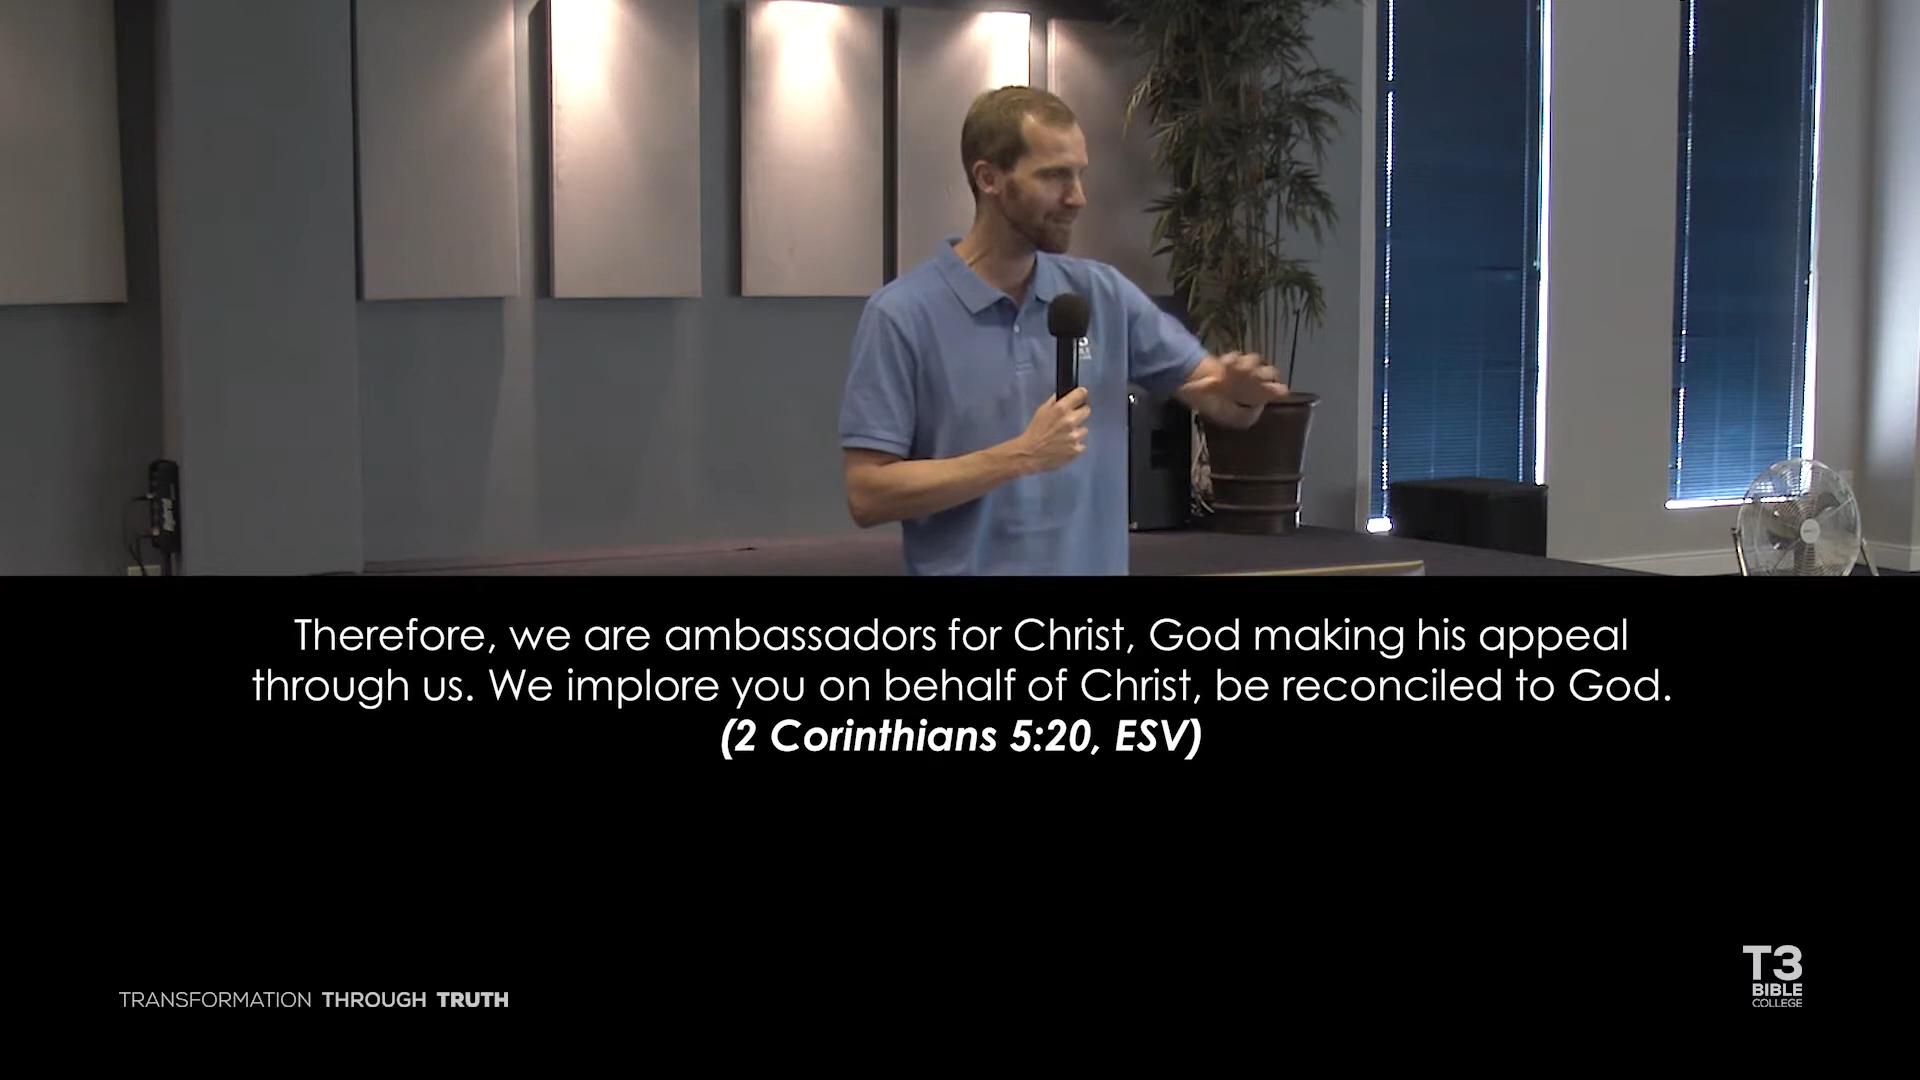 Therefore, we are ambassadors for Christ, God making his appeal
through us. We implore you on behalf of Christ, be reconciled to God.
(2 Corinthians 5:20, ESV)
TRANSFORMATION THROUGH TRUTH
T3
BIBLE
COLLEGE